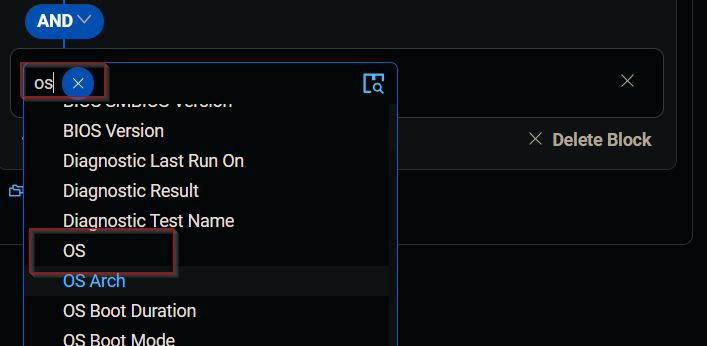 AND
os
BIOS SMBIOS Version
BIOS Version
Diagnostic Last Run On
Delete Block
Diagnostic Result
Diagnostic Test Name
OS
OS Arch
OS Boot Duration
OS Boot Mode